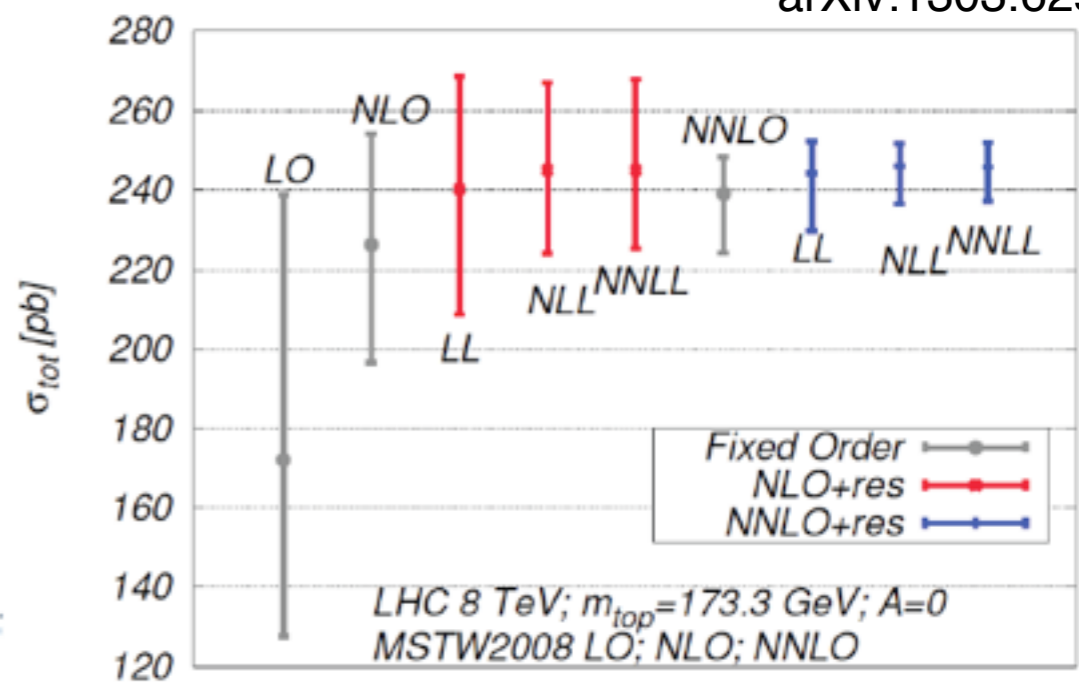 280
260
240
220
200
180
160
140
120
σtot [pb]
LO
NLO
LL
NLL
NNLL
NNLO
LL
NLL
NNLL
Fixed Order
NLO+res
NNLO+res
LHC 8 TeV; mtop=173.3 GeV; A=0
MSTW2008 LO; NLO; NNLO